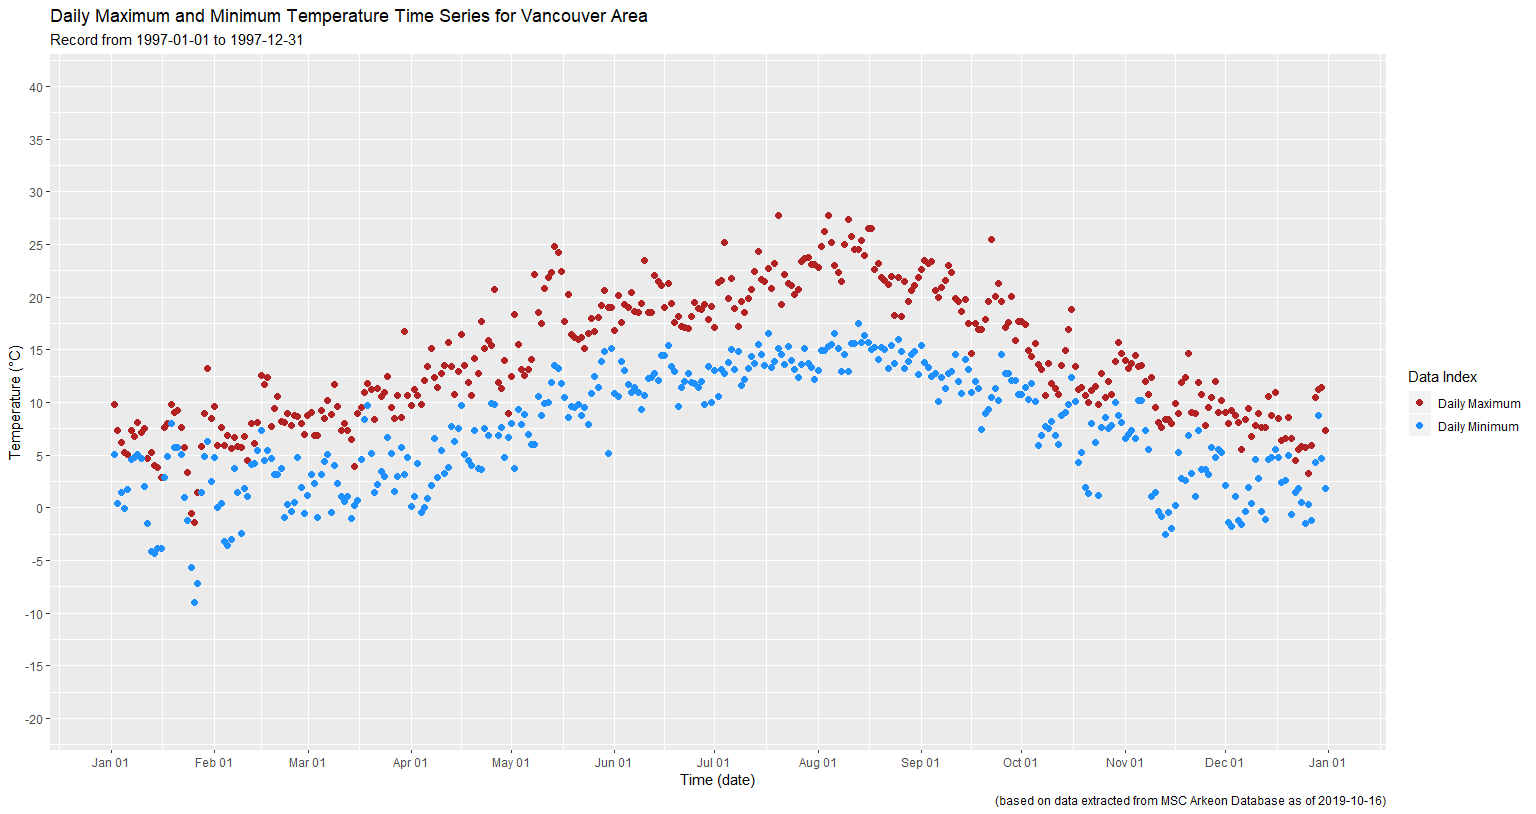 Daily Maximum and Minimum Temperature Time Series for Vancouver Area
Record from 1997-01-01 to 1997-12-31
40
35
30
25
20
15
10
5
0
-5
-10
-15
-20
Temperature (°C)
Jan 01 Feb 01 Mar 01 Apr 01 May 01 Jun 01 Jul 01 Aug 01 Sep 01 Oct 01 Nov 01 Dec 01 Jan 01
Time (date)
Data Index
Daily Maximum
Daily Minimum
(based on data extracted from MSC Arkeon Database as of 2019-10-16)